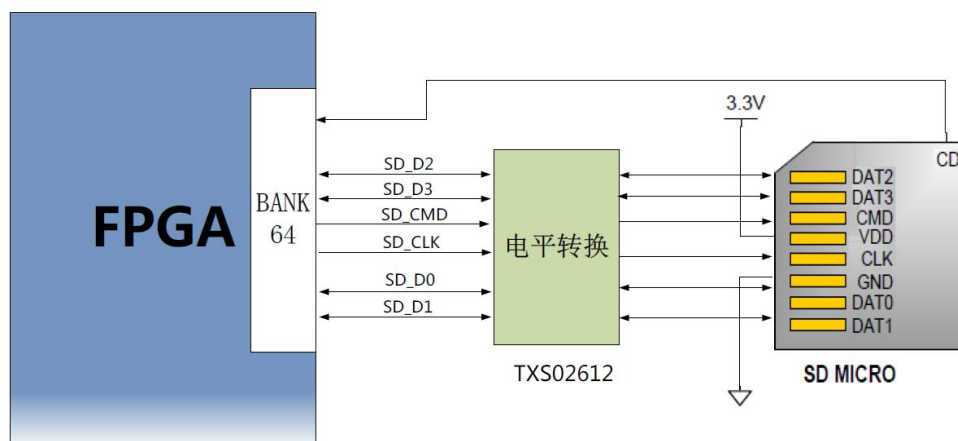 FPGA
BANK
64
SD_D2
SD_D3
SD_CMD
SD_CLK
SD_D0
SD_D1
电平转换
TXS02612
3.3V
CD
DAT2
DAT3
CMD
VDD
CLK
GND
DAT0
DAT1
SD MICRO